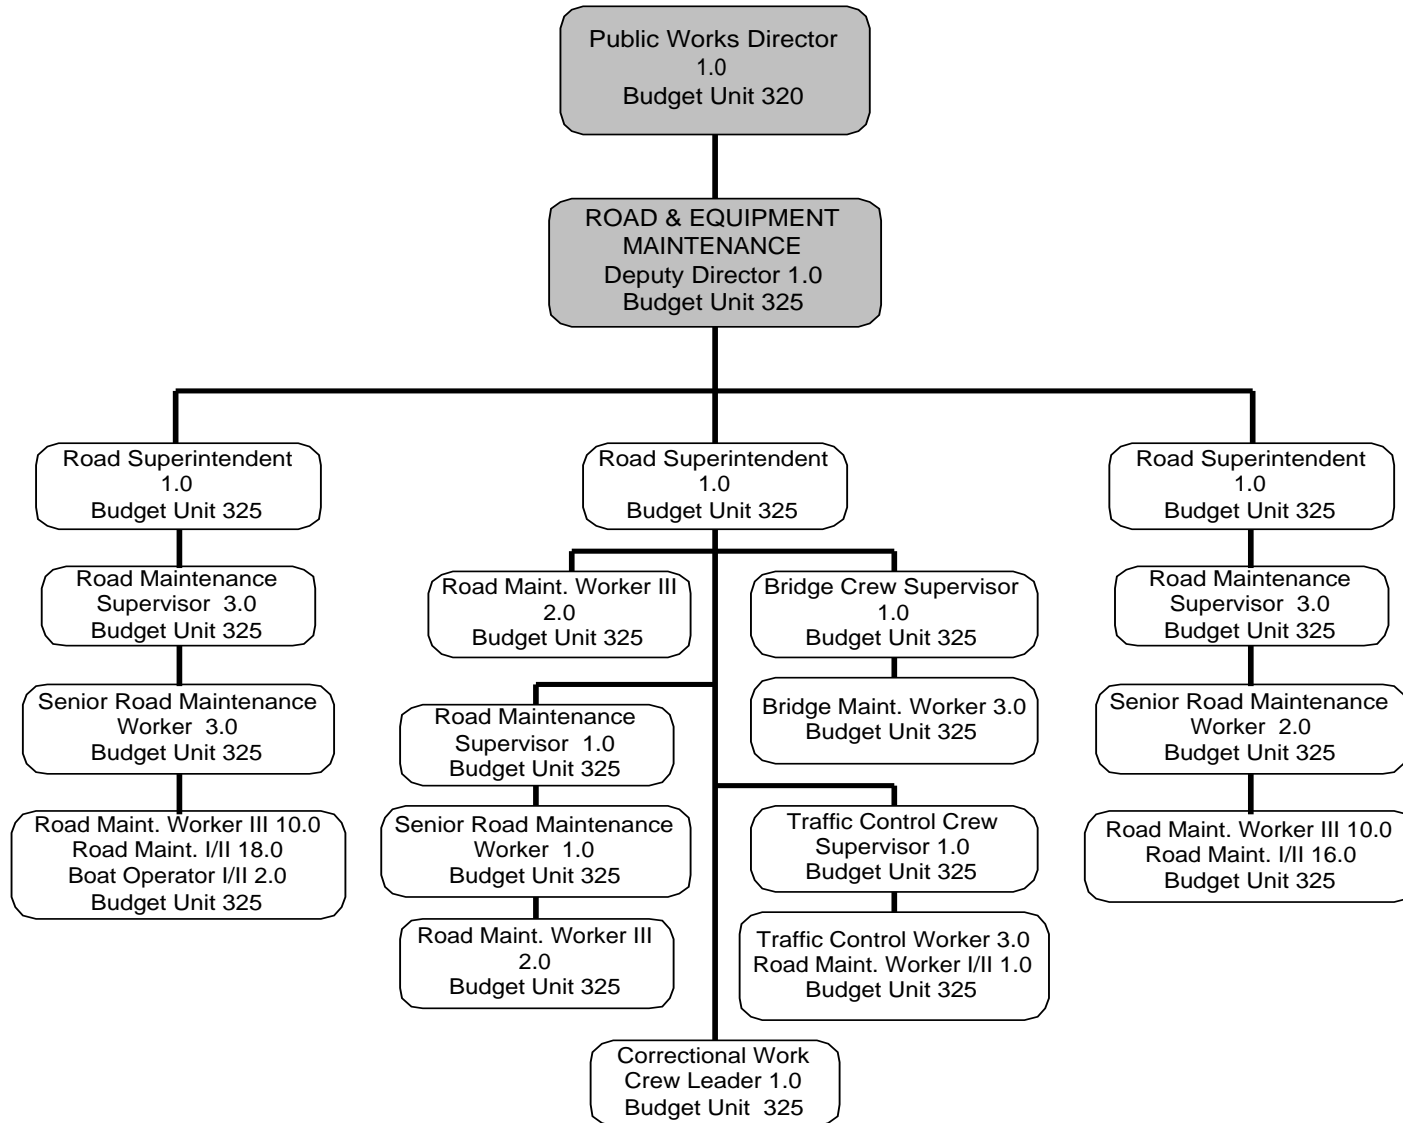 Public Works Director
1.0
Budget Unit 320
ROAD & EQUIPMENT
MAINTENANCE
Deputy Director 1.0
Budget Unit 325
Road Superintendent
1.0
Budget Unit 325
Road Maintenance
Supervisor 3.0
Budget Unit 325
Senior Road Maintenance
Worker 3.0
Budget Unit 325
Road Maint. Worker III 10.0
Road Maint. I/II 18.0
Boat Operator I/II 2.0
Budget Unit 325
Road Superintendent
1.0
Budget Unit 325
Road Maint. Worker III
2.0
Budget Unit 325
Bridge Crew Supervisor
1.0
Budget Unit 325
Bridge Maint. Worker 3.0
Budget Unit 325
Road Maintenance
Supervisor 1.0
Budget Unit 325
Senior Road Maintenance
Worker 1.0
Budget Unit 325
Road Maint. Worker III
2.0
Budget Unit 325
Traffic Control Crew
Supervisor 1.0
Budget Unit 325
Traffic Control Worker 3.0
Road Maint. Worker I/II 1.0
Budget Unit 325
Correctional Work
Crew Leader 1.0
Budget Unit 325
Road Superintendent
1.0
Budget Unit 325
Road Maintenance
Supervisor 3.0
Budget Unit 325
Senior Road Maintenance
Worker 2.0
Budget Unit 325
Road Maint. Worker III 10.0
Road Maint. I/II 16.0
Budget Unit 325